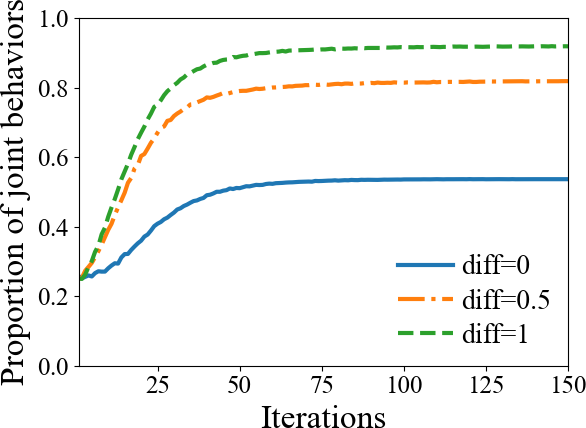 Proportion of joint behaviors
1.0
0.8
0.6
0.4
0.2
0.0
diff=0
diff=0.5
diff=1
25 50 75 100 125 150
Iterations